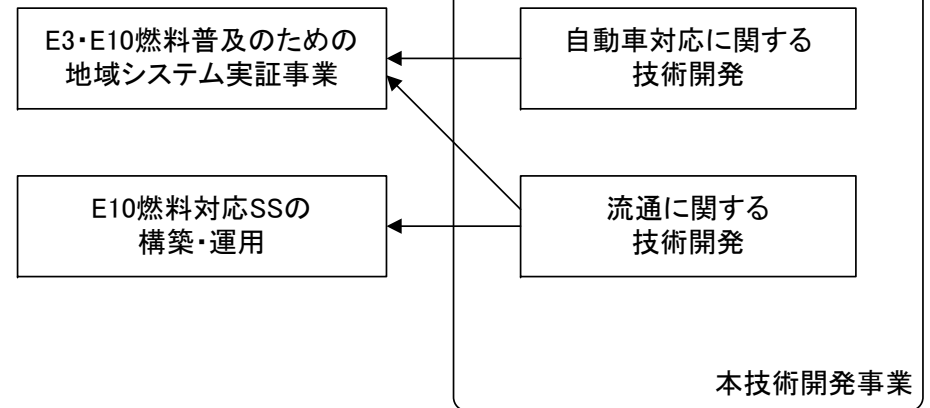 E3・E10燃料普及のための
地域システム実証事業
自動車対応に関する
技術開発
E10燃料対応SSの
構築・運用
流通に関する
技術開発
本技術開発事業